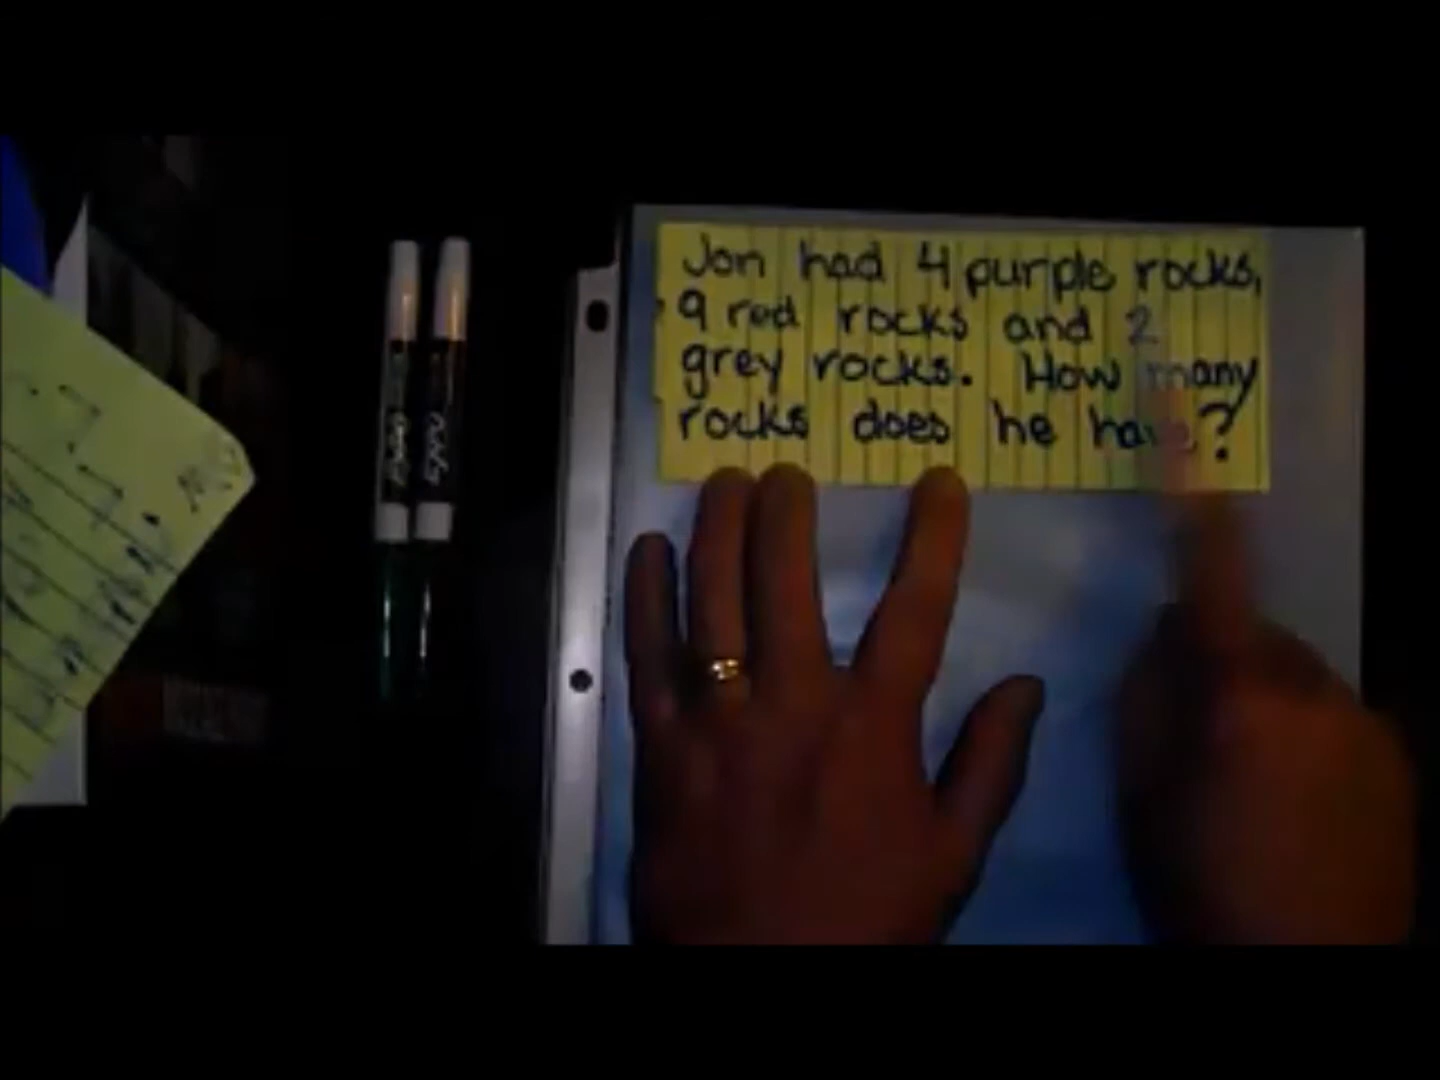 Jon had 4 purple rocks,
9 red rocks and 2
grey rocks. How many
rocks does he have?